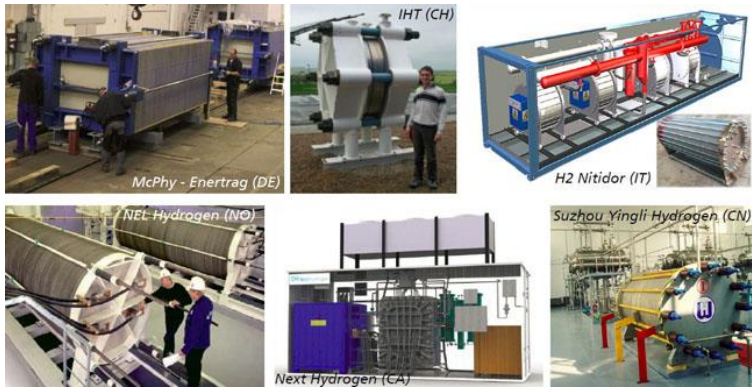 McPhy - Enertrag (DE)
IHT (CH)
H2 Nitidor (IT)
NEL Hydrogen (NO)
Next Hydrogen (CA)
Suzhou Yingli Hydrogen (CN)